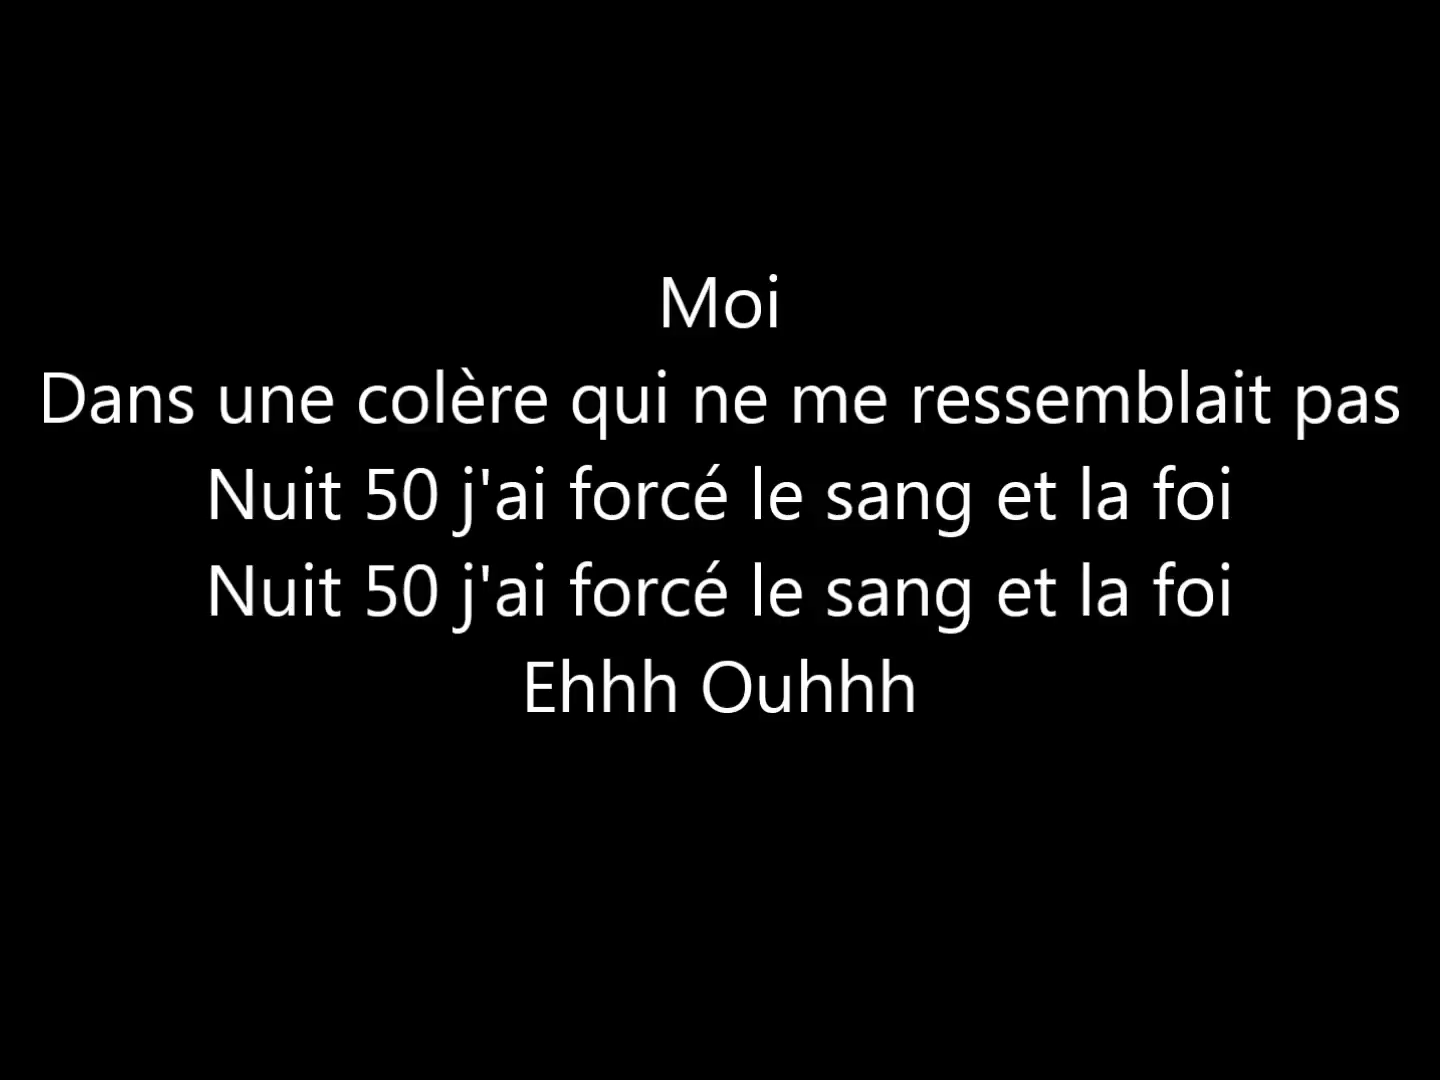 Moi
Dans une colère qui ne me ressemblait pas
Nuit 50 j'ai forcé le sang et la foi
Nuit 50 j'ai forcé le sang et la foi
Ehhh Ouhhh